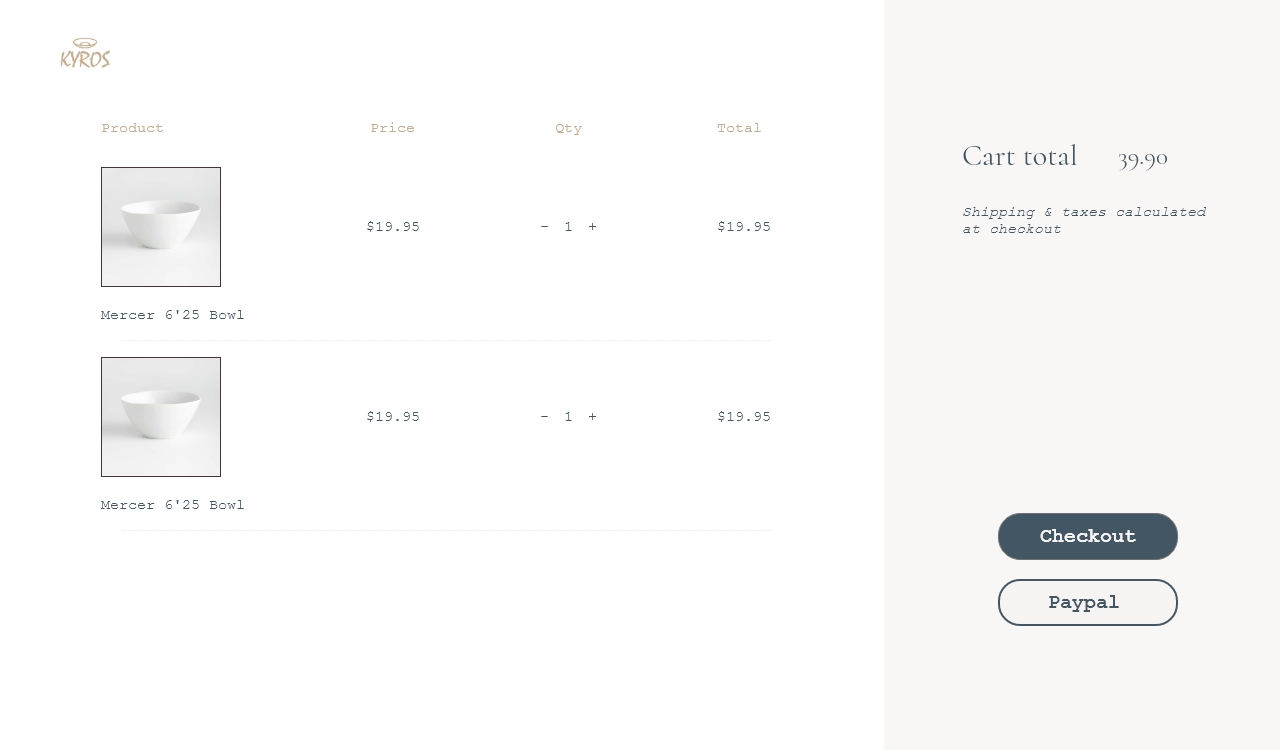 KYROS
Product Price Qty Total
$19.95 - 1 + $19.95
Mercer 6'25 Bowl
$19.95 - 1 + $19.95
Mercer 6'25 Bowl
Cart total 39.90
Shipping & taxes calculated
at checkout
Checkout
Paypal